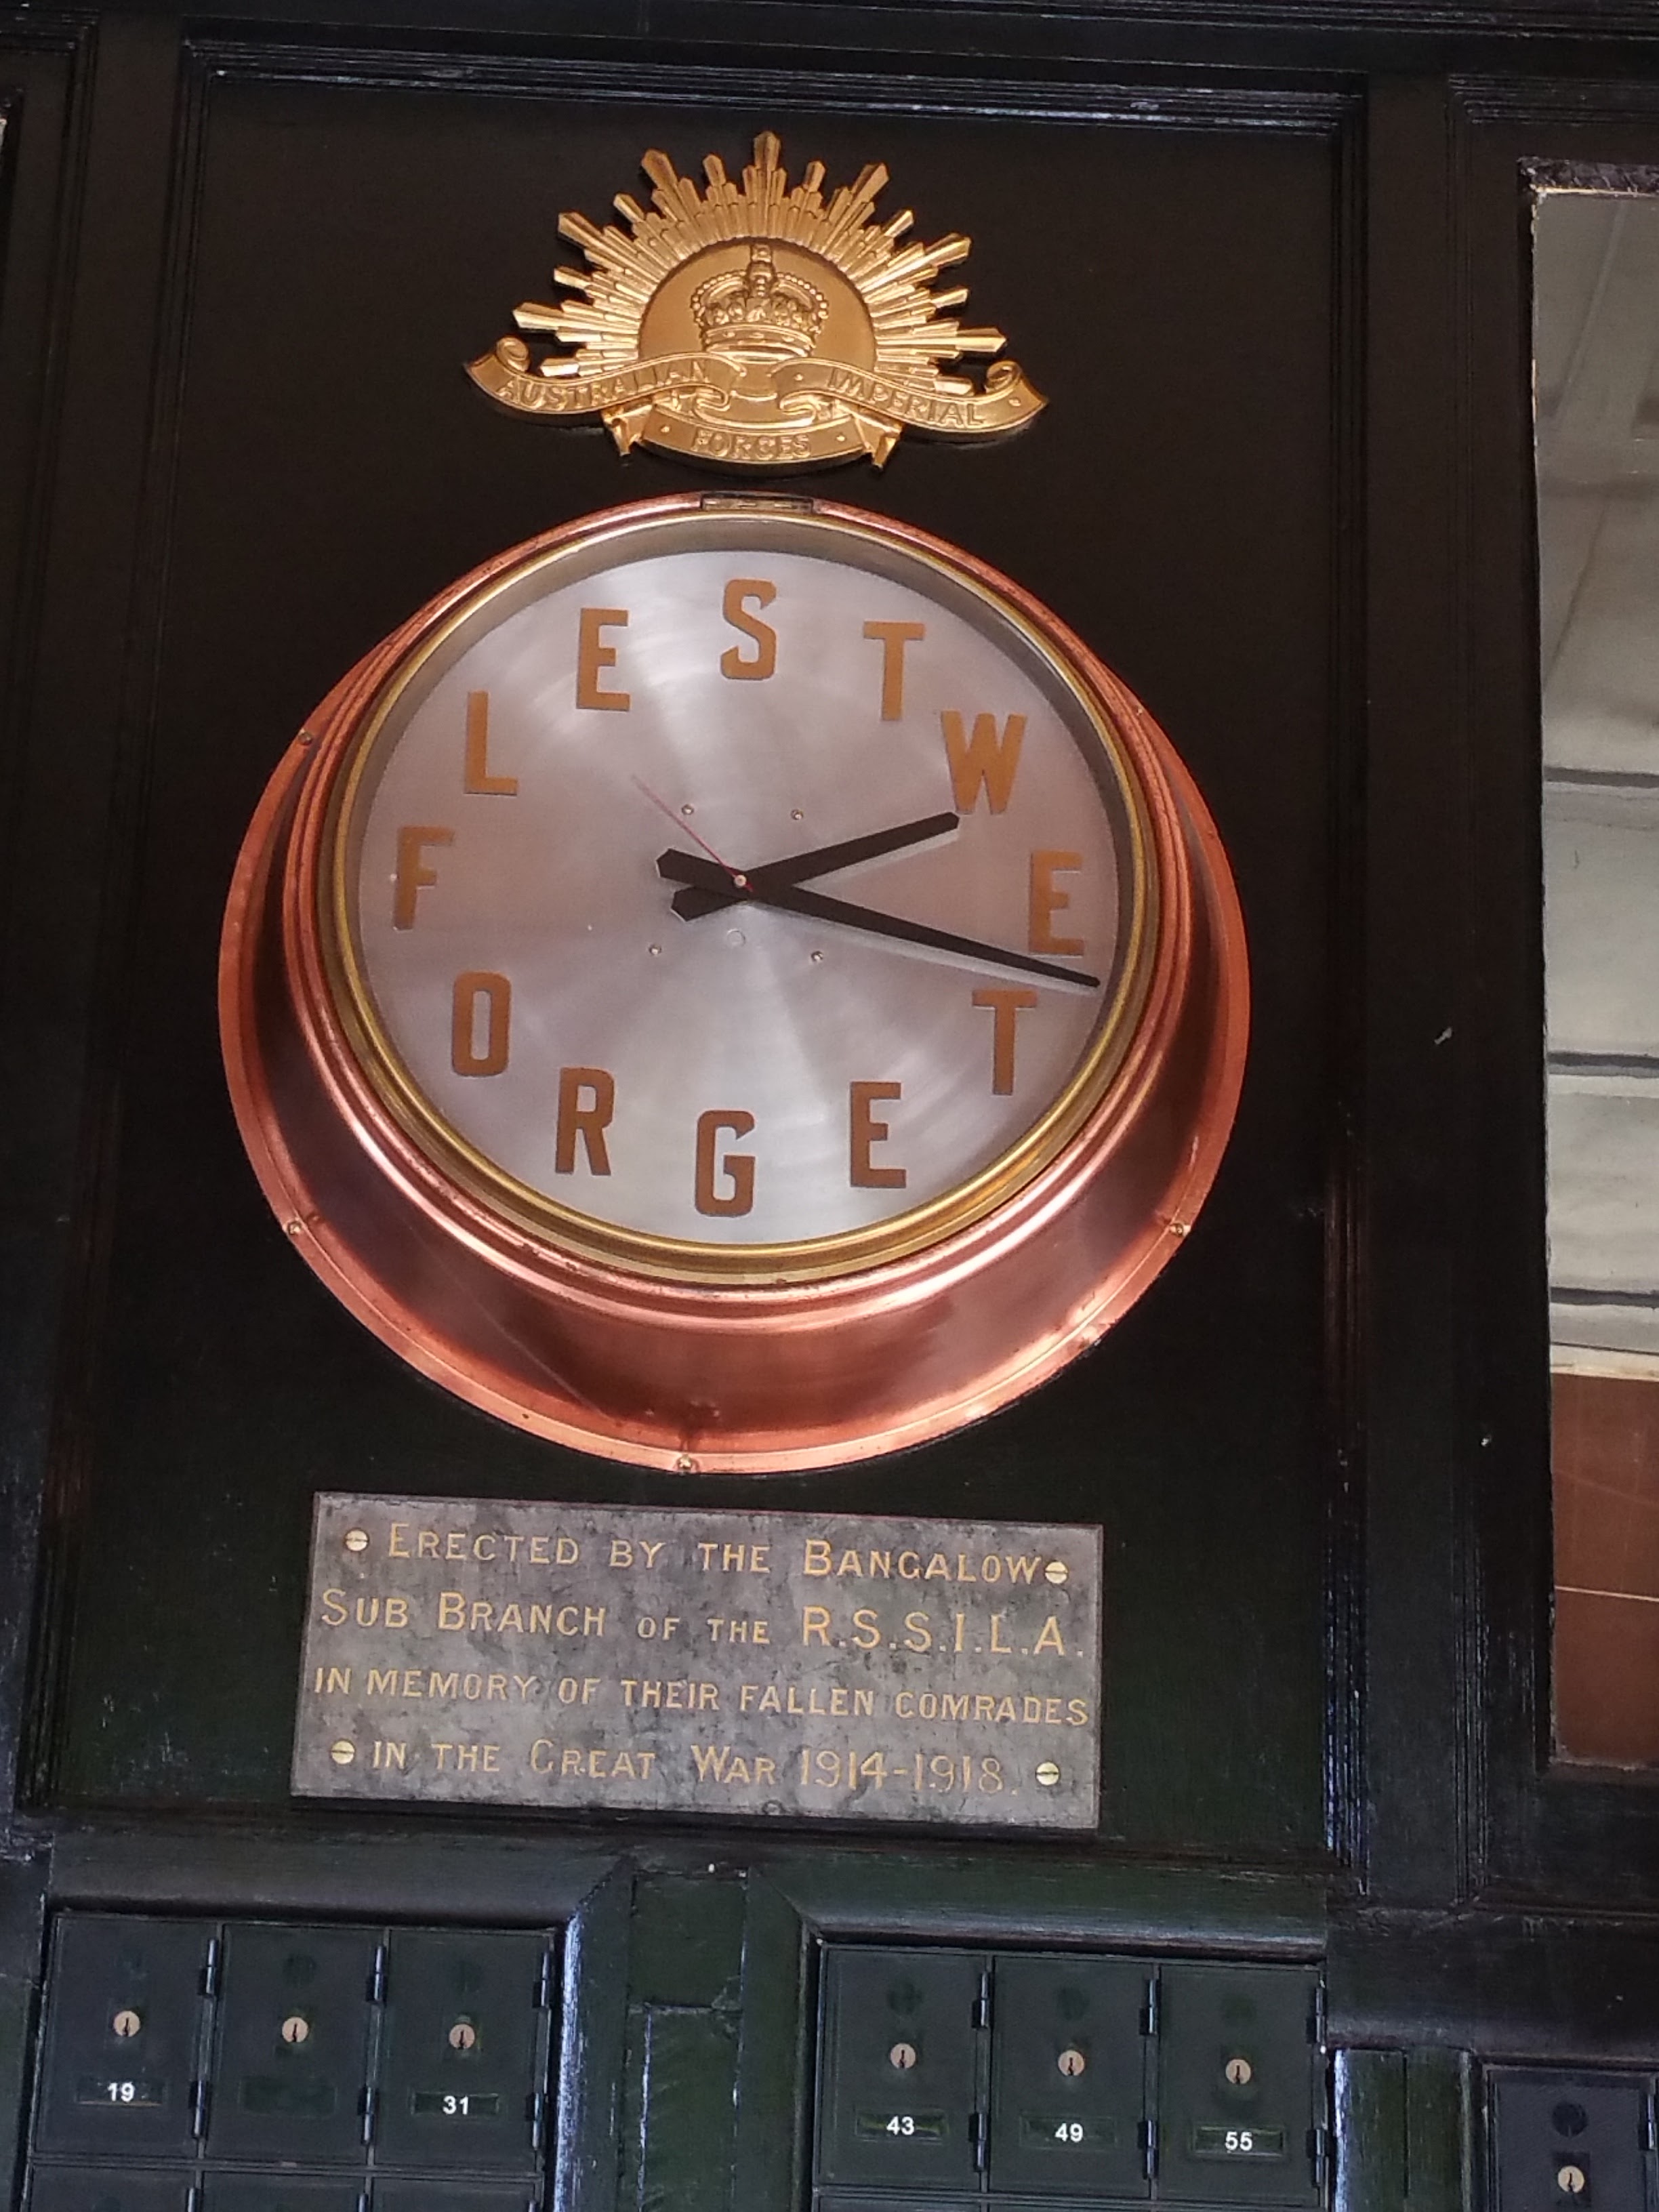 AUSTRALIAN IMPERIAL
FORCES
LEST
WE
FORGET
ERECTED BY THE BANGALOW
SUB BRANCH OF THE R.S.S.I.L.A.
IN MEMORY OF THEIR FALLEN COMRADES
IN THE GREAT WAR 1914-1918.
19
31
43
49
55